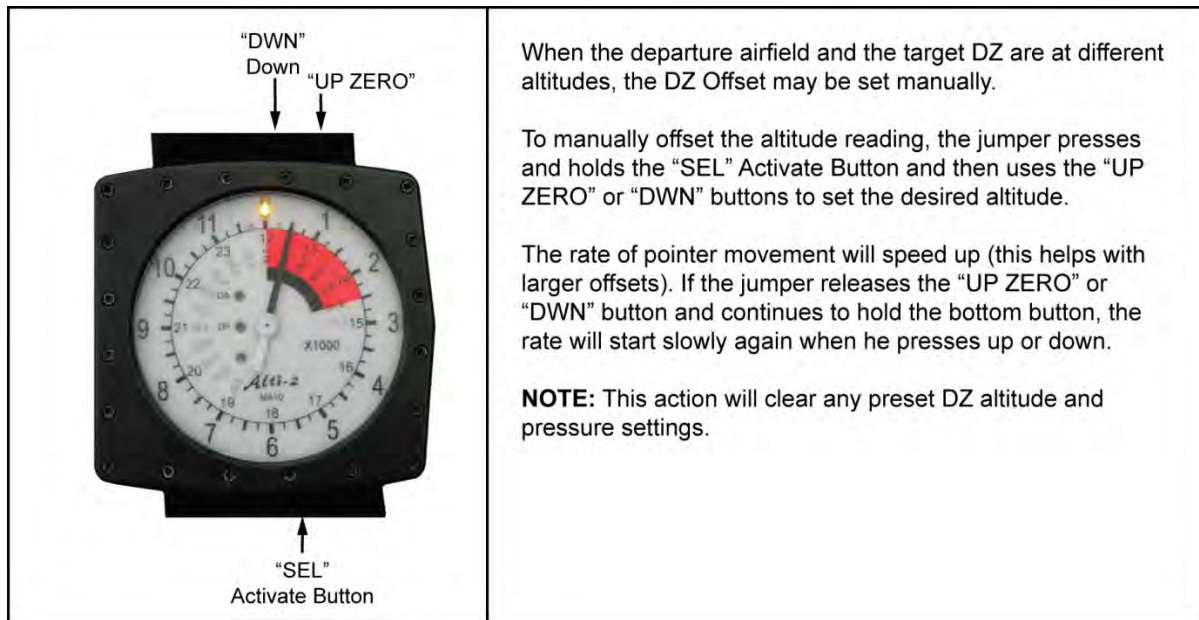 “DWN”
Down
“UP ZERO”
11
1
10
2
9
3
8
4
7
5
6
23
22
21
20
19
18
17
16
15
12
DA
DP
X1000
Alti-2
MA10
“SEL”
Activate Button
When the departure airfield and the target DZ are at different
altitudes, the DZ Offset may be set manually.
To manually offset the altitude reading, the jumper presses
and holds the “SEL” Activate Button and then uses the “UP
ZERO” or “DWN” buttons to set the desired altitude.
The rate of pointer movement will speed up (this helps with
larger offsets). If the jumper releases the “UP ZERO” or
“DWN” button and continues to hold the bottom button, the
rate will start slowly again when he presses up or down.
NOTE: This action will clear any preset DZ altitude and
pressure settings.